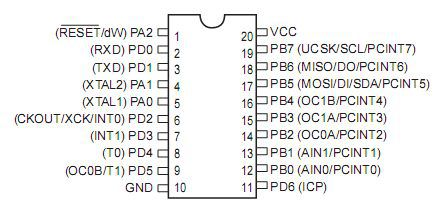 (RESET/dW) PA2 1 20 VCC
(RXD) PD0 2 19 PB7 (UCSK/SCL/PCINT7)
(TXD) PD1 3 18 PB6 (MISO/DO/PCINT6)
(XTAL2) PA1 4 17 PB5 (MOSI/DI/SDA/PCINT5)
(XTAL1) PA0 5 16 PB4 (OC1B/PCINT4)
(CKOUT/XCK/INT0) PD2 6 15 PB3 (OC1A/PCINT3)
(INT1) PD3 7 14 PB2 (OC0A/PCINT2)
(T0) PD4 8 13 PB1 (AIN1/PCINT1)
(OC0B/T1) PD5 9 12 PB0 (AIN0/PCINT0)
GND 10 11 PD6 (ICP)